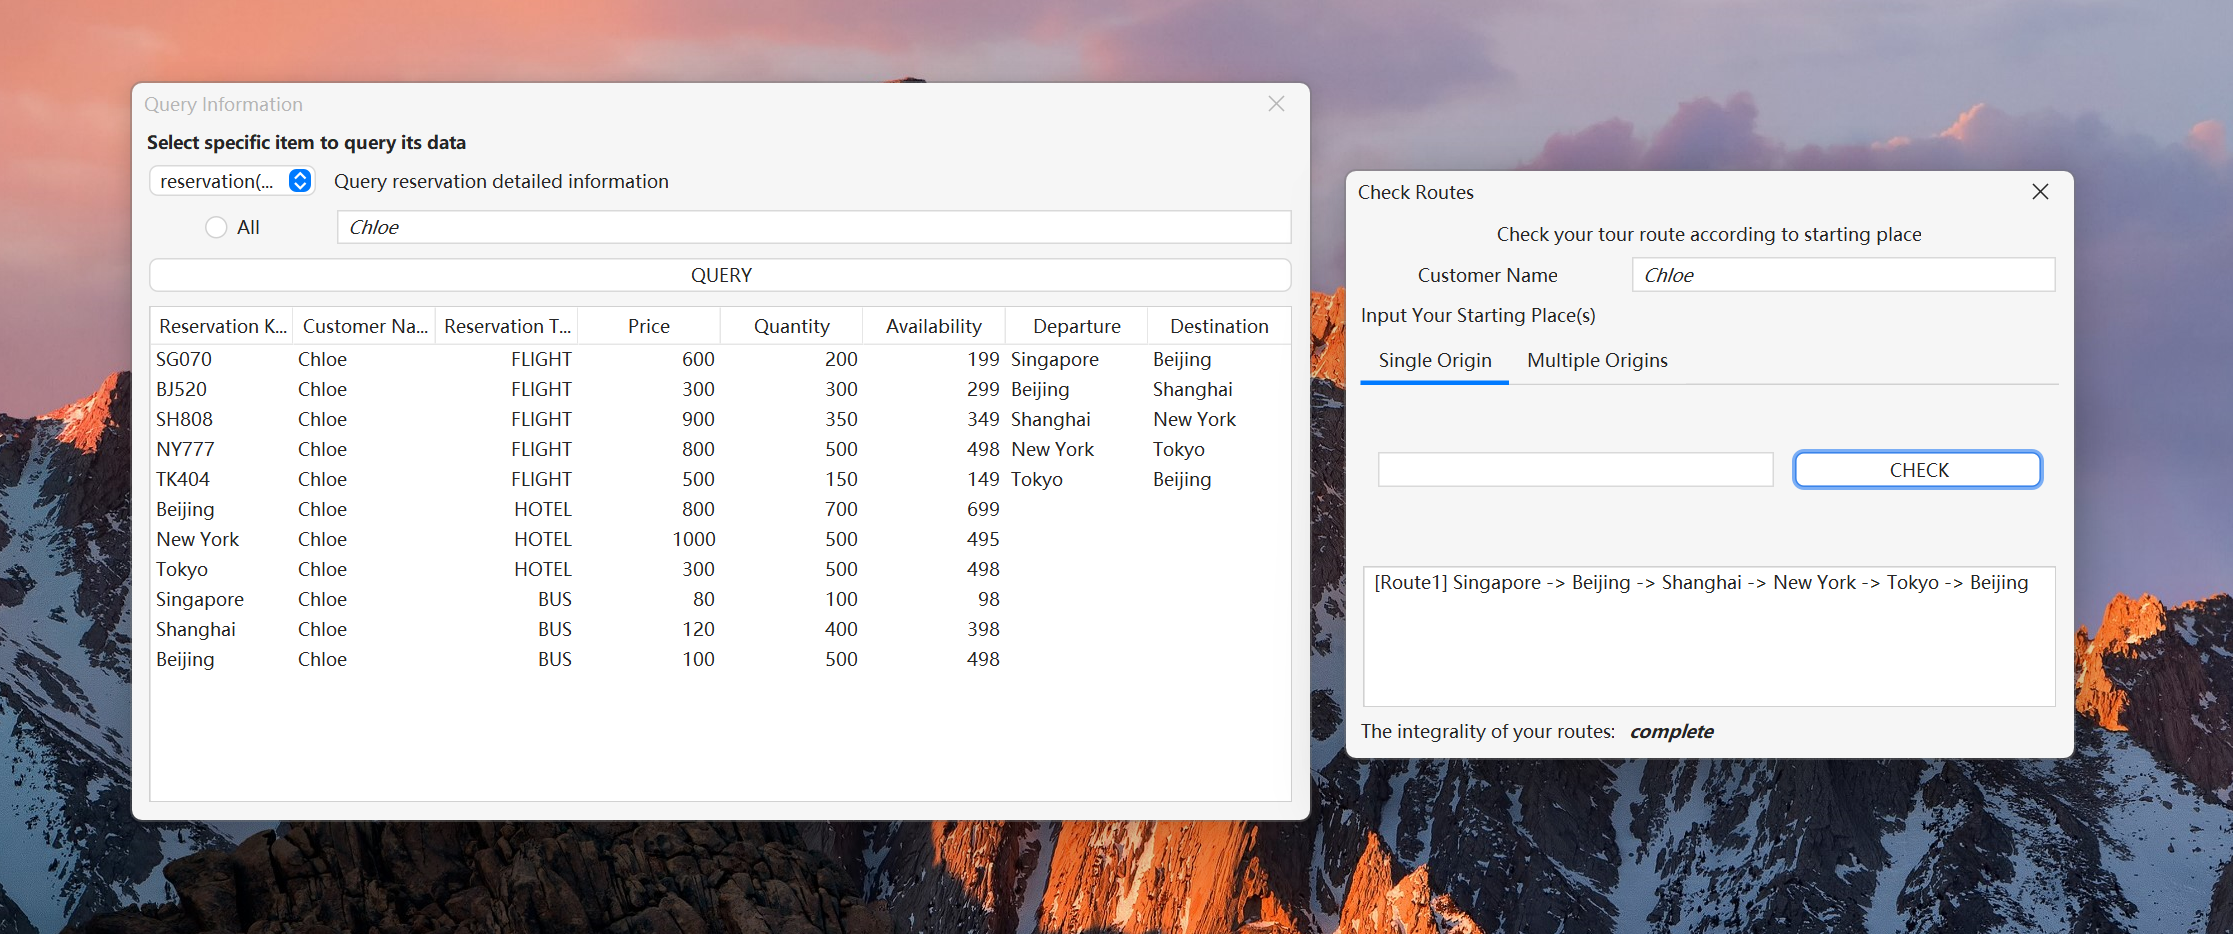 Query Information
Select specific item to query its data
reservation(... Query reservation detailed information
All Chloe
QUERY
Reservation K... Customer Na... Reservation T... Price Quantity Availability Departure Destination
SG070 Chloe FLIGHT 600 200 199 Singapore Beijing
BJ520 Chloe FLIGHT 300 300 299 Beijing Shanghai
SH808 Chloe FLIGHT 900 350 349 Shanghai New York
NY777 Chloe FLIGHT 800 500 498 New York Tokyo
TK404 Chloe FLIGHT 500 150 149 Tokyo Beijing
Beijing Chloe HOTEL 800 700 699
New York Chloe HOTEL 1000 500 495
Tokyo Chloe HOTEL 300 500 498
Singapore Chloe BUS 80 100 98
Shanghai Chloe BUS 120 400 398
Beijing Chloe BUS 100 500 498
Check Routes
Check your tour route according to starting place
Customer Name Chloe
Input Your Starting Place(s)
Single Origin Multiple Origins
CHECK
[Route1] Singapore -> Beijing -> Shanghai -> New York -> Tokyo -> Beijing
The integrality of your routes: complete